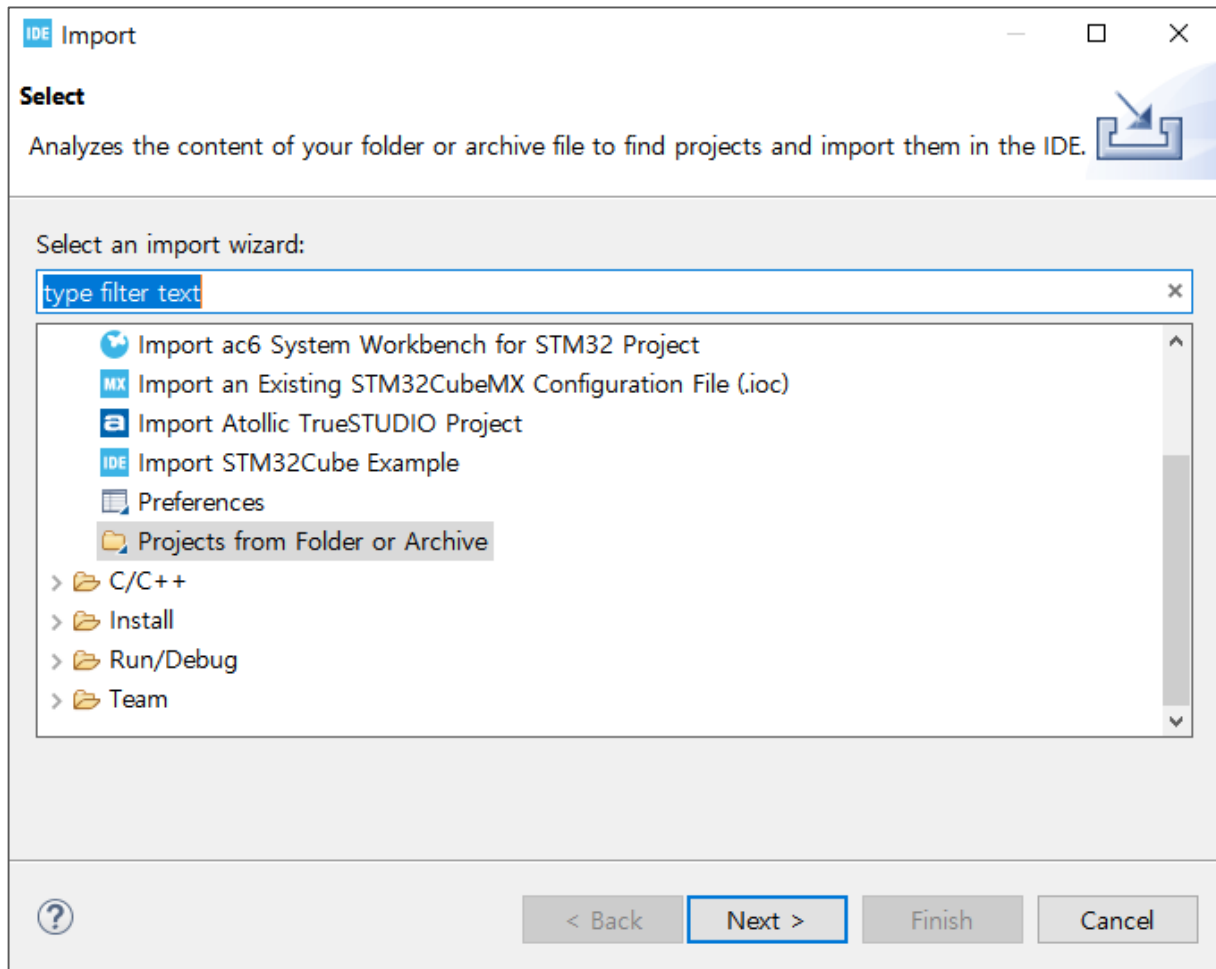 IDE Import
Select
Analyzes the content of your folder or archive file to find projects and import them in the IDE.
Select an import wizard:
type filter text
Import ac6 System Workbench for STM32 Project
MX Import an Existing STM32CubeMX Configuration File (.ioc)
a Import Atollic TrueSTUDIO Project
IDE Import STM32Cube Example
Preferences
Projects from Folder or Archive
C/C++
Install
Run/Debug
Team
? < Back Next > Finish Cancel